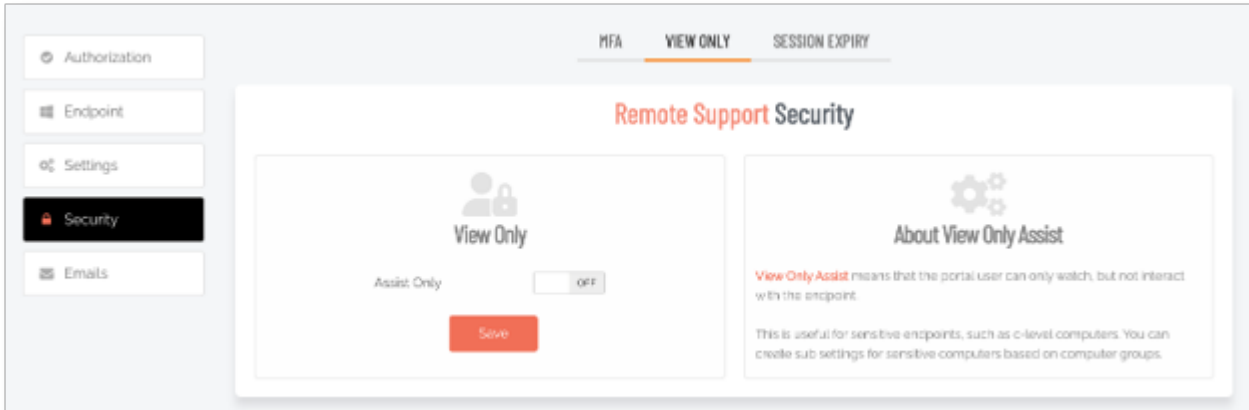 MFA VIEW ONLY SESSION EXPIRY
Authorization
Endpoint
Settings
Security
Emails
Remote Support Security
View Only
Assist Only OFF
Save
About View Only Assist
View Only Assist means that the portal user can only watch, but not interact
with the endpoint.
This is useful for sensitive endpoints, such as c-level computers. You can
create sub settings for sensitive computers based on computer groups.